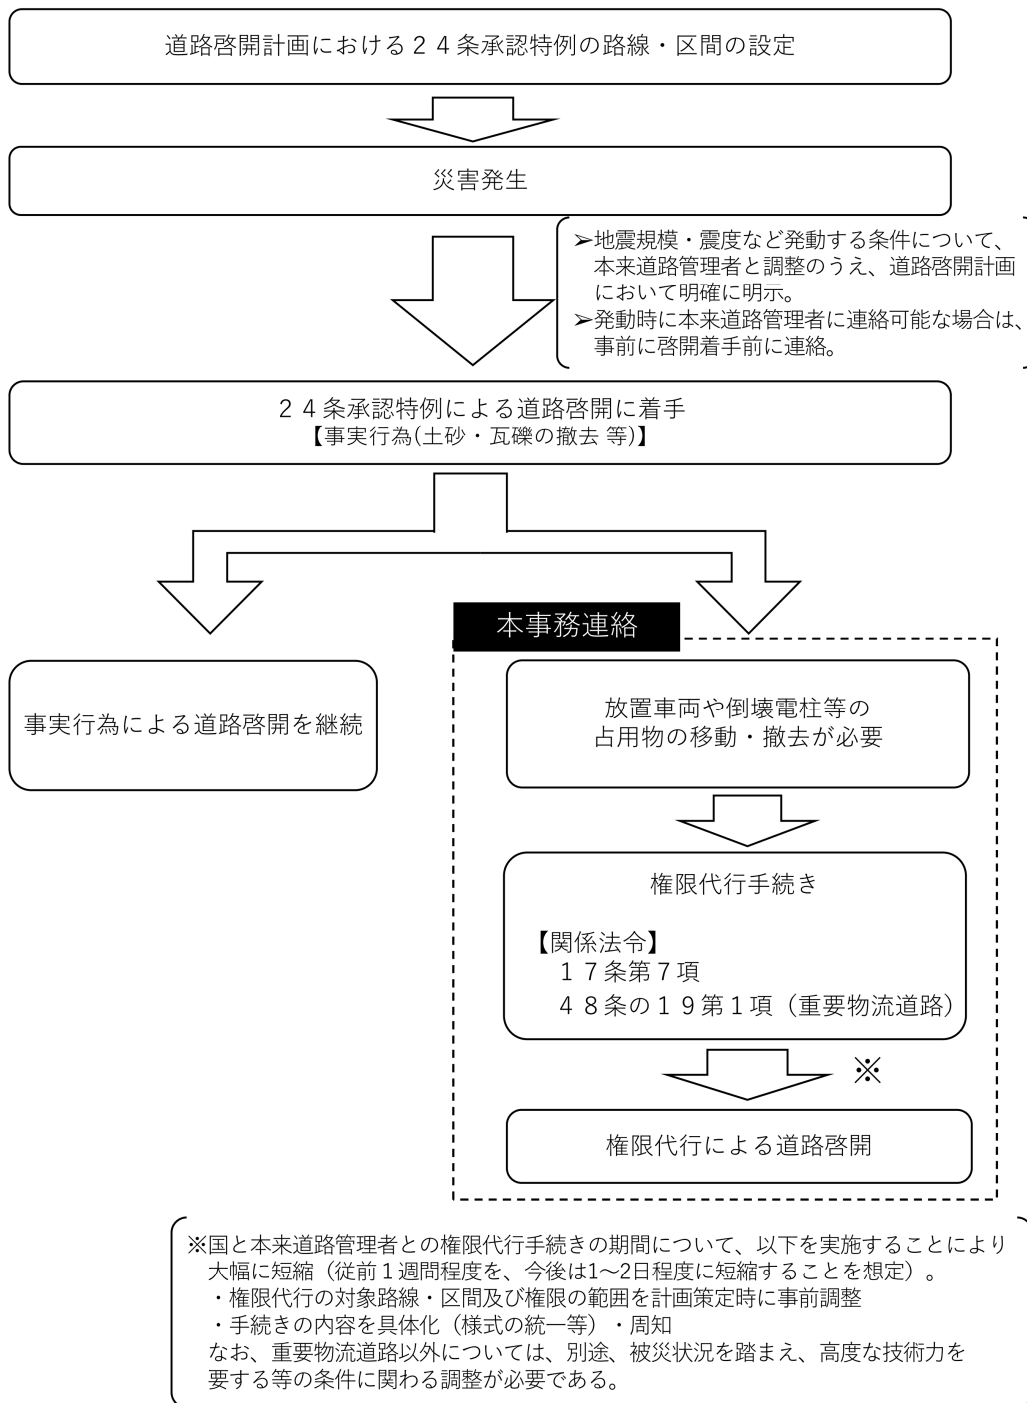 道路啓開計画における２４条承認特例の路線・区間の設定
災害発生
➢地震規模・震度など発動する条件について、
本来道路管理者と調整のうえ、道路啓開計画
において明確に明示。
➢発動時に本来道路管理者に連絡可能な場合は、
事前に啓開着手前に連絡。
２４条承認特例による道路啓開に着手
【事実行為(土砂・瓦礫の撤去 等)】
本事務連絡
事実行為による道路啓開を継続
放置車両や倒壊電柱等の
占用物の移動・撤去が必要
権限代行手続き
【関係法令】
１７条第７項
４８条の１９第１項（重要物流道路）
※
権限代行による道路啓開
※国と本来道路管理者との権限代行手続きの期間について、以下を実施することにより
大幅に短縮（従前１週間程度を、今後は1～2日程度に短縮することを想定）。
・権限代行の対象路線・区間及び権限の範囲を計画策定時に事前調整
・手続きの内容を具体化（様式の統一等）・周知
なお、重要物流道路以外については、別途、被災状況を踏まえ、高度な技術力を
要する等の条件に関わる調整が必要である。